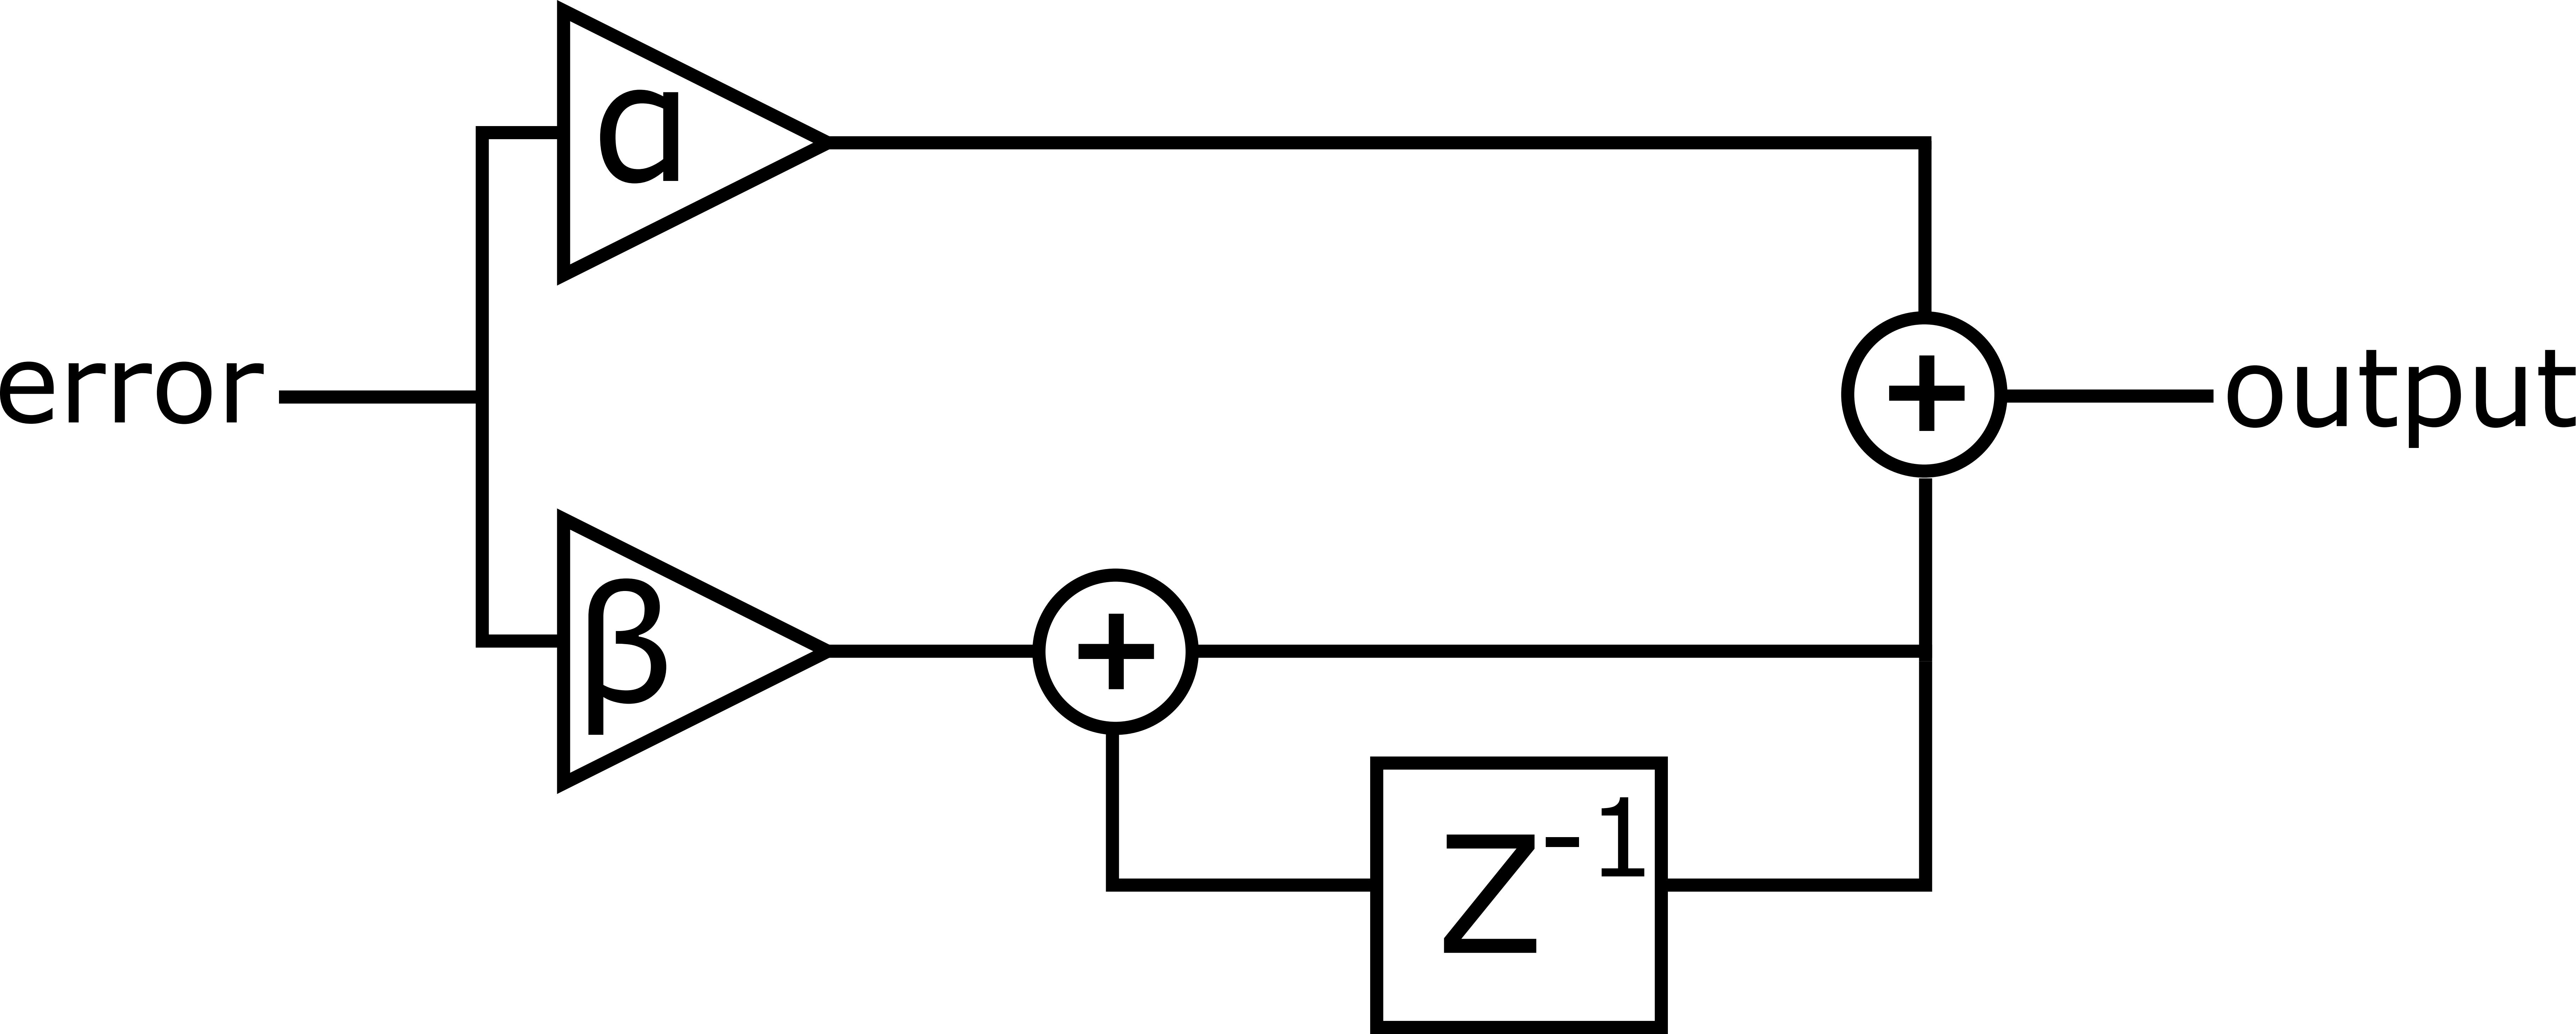 α
error
+
output
β
+
Z-1